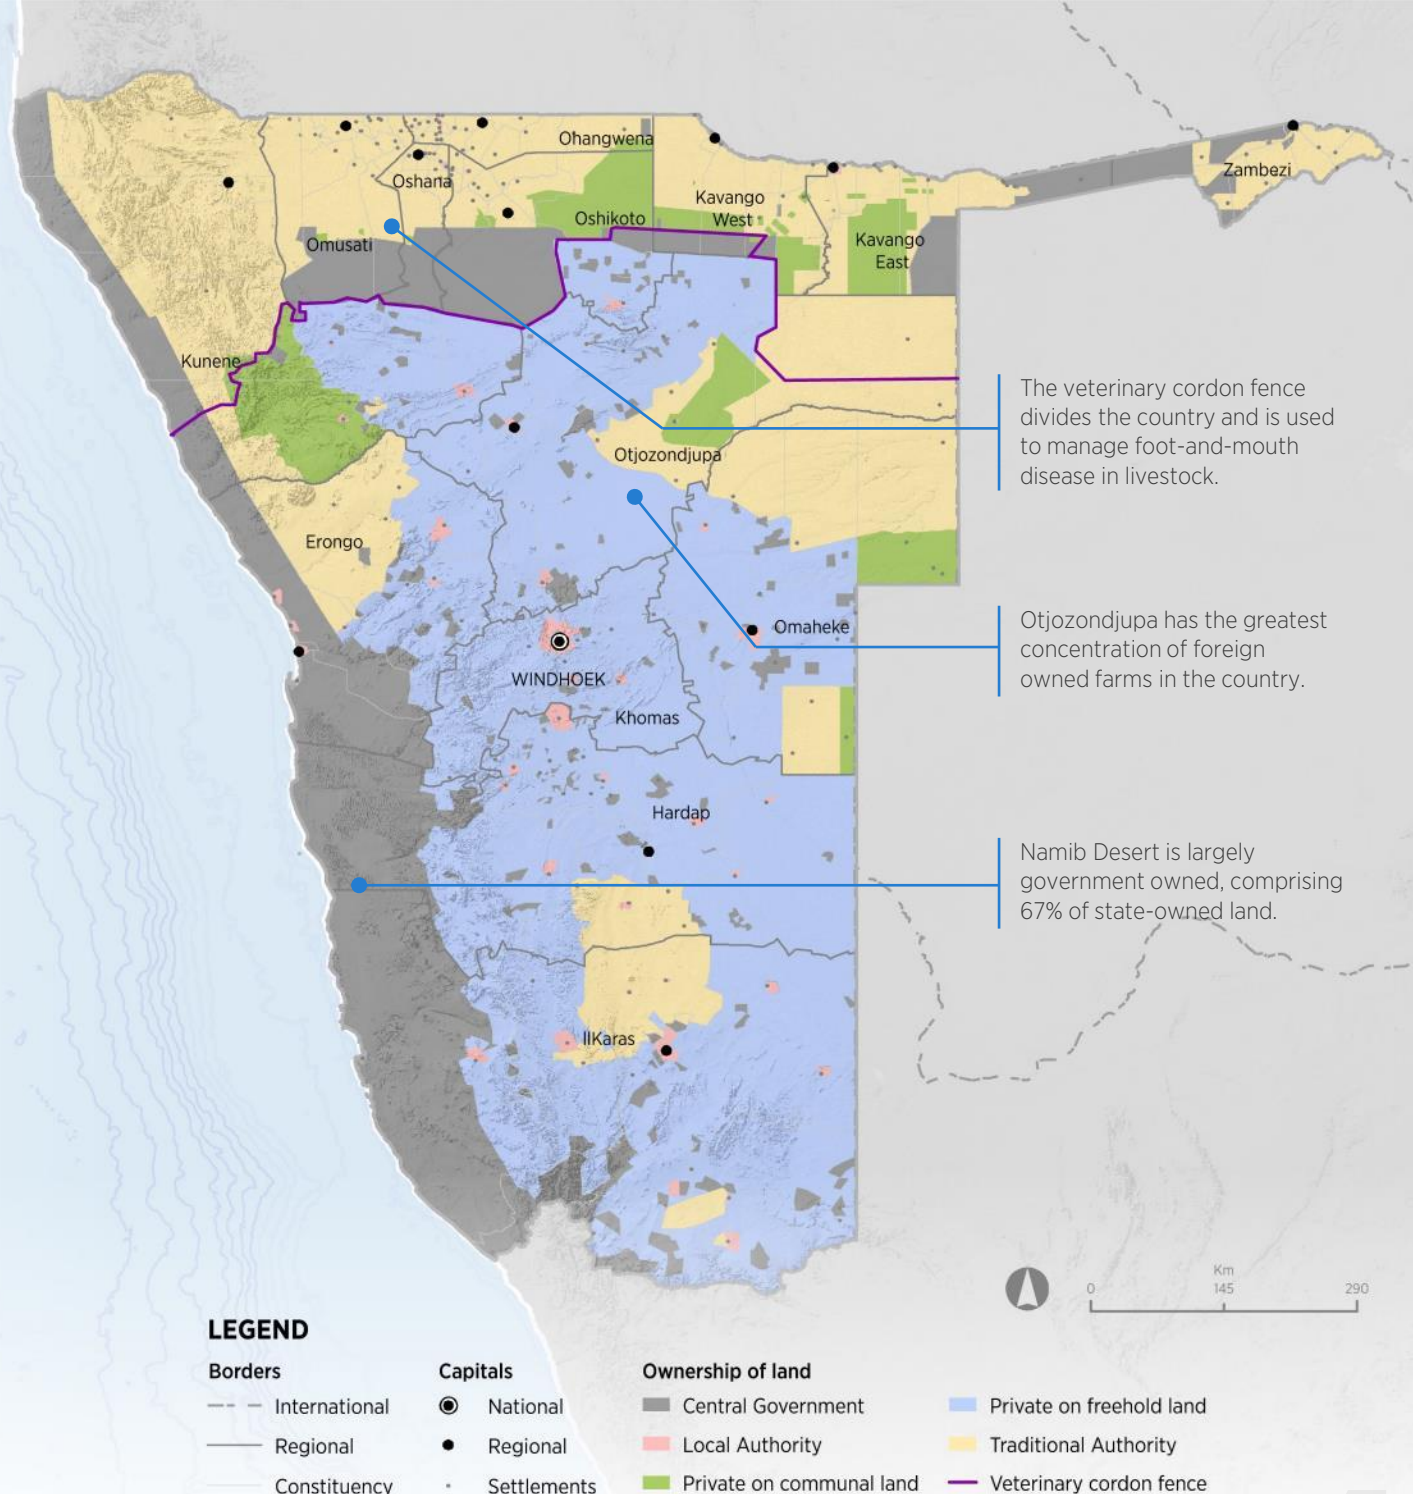 Ohangwena
Oshana
Zambezi
Kavango
West
Oshikoto
Omusati
Kavango
East
Kunene
The veterinary cordon fence
divides the country and is used
to manage foot-and-mouth
disease in livestock.
Otjozondjupa
Erongo
Otjozondjupa has the greatest
concentration of foreign
owned farms in the country.
Omaheke
WINDHOEK
Khomas
Hardap
Namib Desert is largely
government owned, comprising
67% of state-owned land.
IIKaras
Km
0 145 290
LEGEND
Borders
International
Regional
Constituency
Capitals
National
Regional
Settlements
Ownership of land
Central Government
Local Authority
Private on communal land
Private on freehold land
Traditional Authority
Veterinary cordon fence